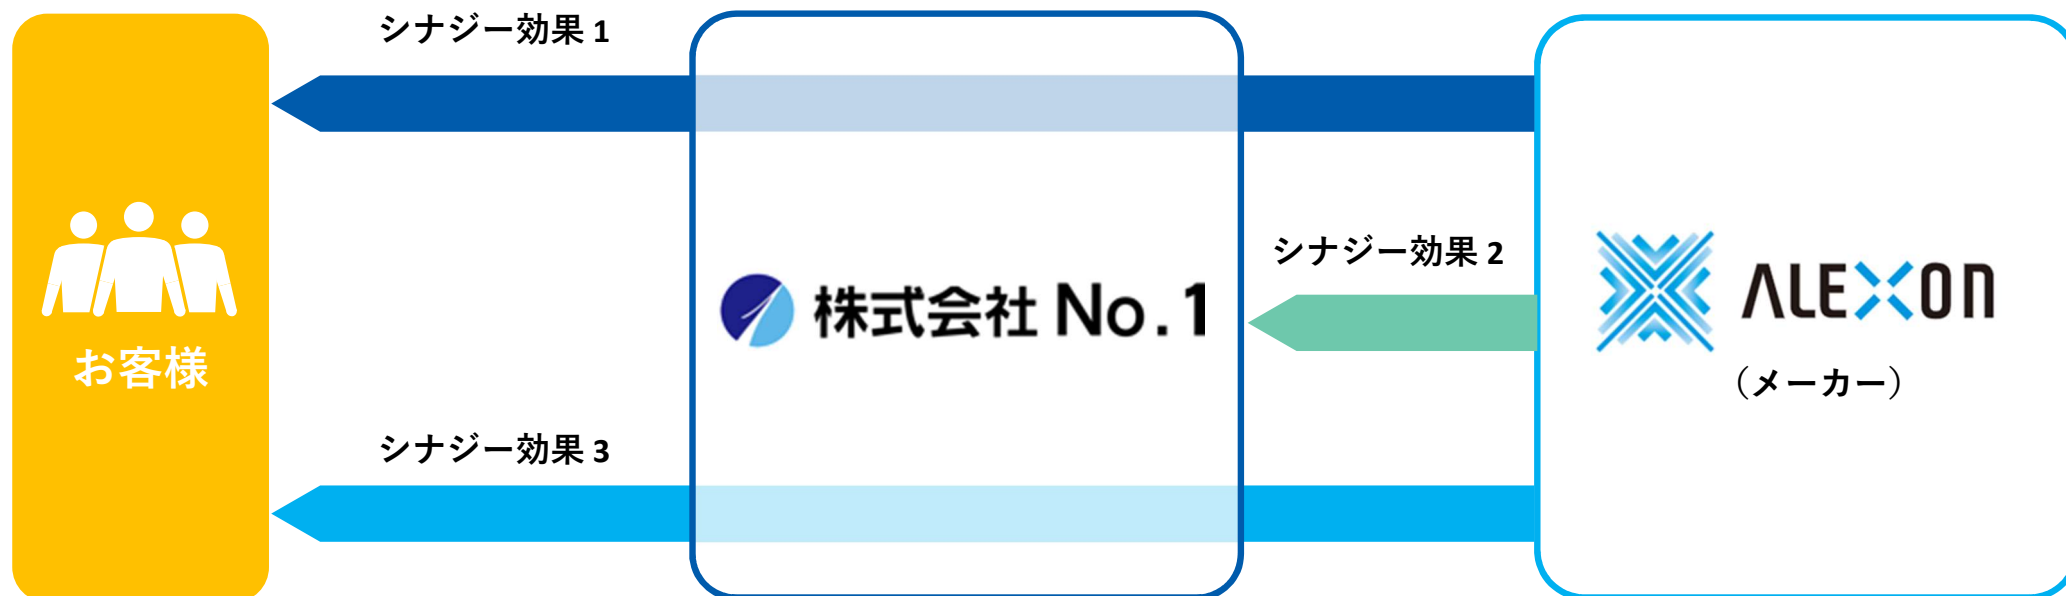 シナジー効果 1
シナジー効果 2
株式会社 No.1
ALEXON
お客様
（メーカー）
シナジー効果 3